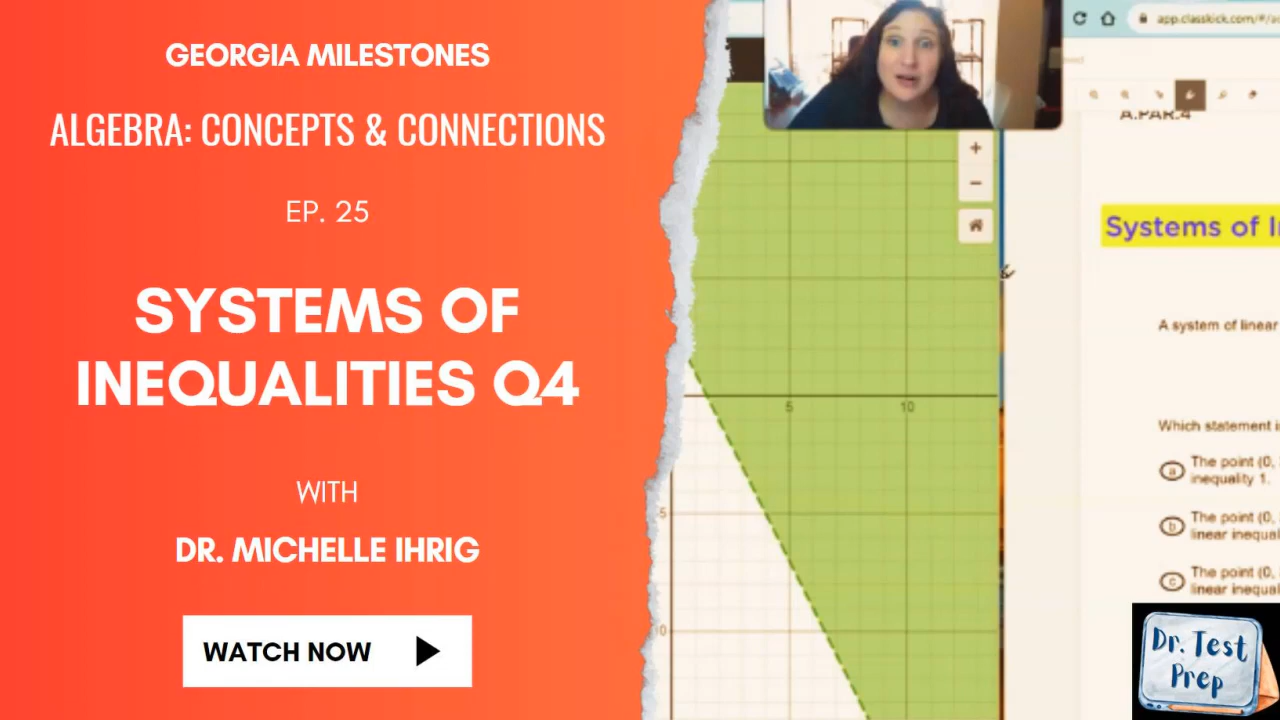 GEORGIA MILESTONES
ALGEBRA: CONCEPTS & CONNECTIONS
EP. 25
SYSTEMS OF
INEQUALITIES Q4
WITH
DR. MICHELLE IHRIG
WATCH NOW
app.classkick.com/#/a
A.PAR.4
+
−
Systems of I
A system of linear
5
10
Which statement i
a The point (0,
inequality 1.
b The point (0,
linear inequal
c The point (0,
linear inequal
5
0
Dr. Test
Prep